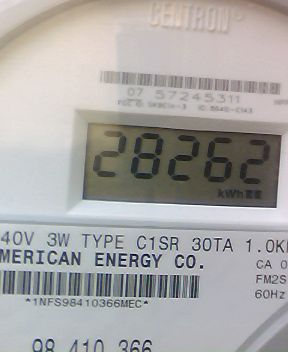 CENTRON
07 57245311
28262
kWh
40V 3W TYPE C1SR 30TA 1.0K
MERICAN ENERGY CO.
CA 0
FM2S
60Hz
*1NFS98410366MEC*
98 410 366